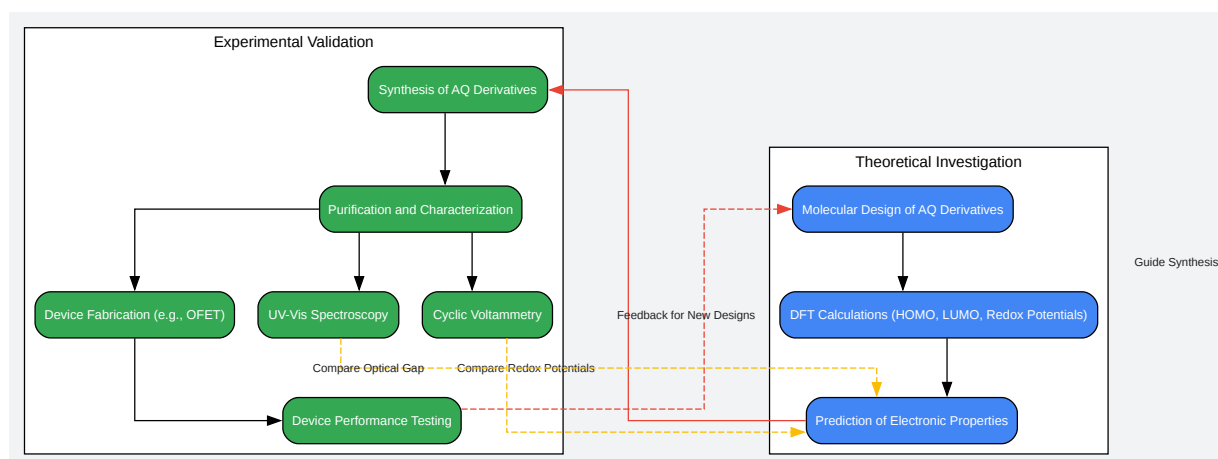 Experimental Validation
Synthesis of AQ Derivatives
Theoretical Investigation
Purification and Characterization
Molecular Design of AQ Derivatives
Guide Synthesis
Device Fabrication (e.g., OFET)
UV-Vis Spectroscopy
Cyclic Voltammetry
Feedback for New Designs
DFT Calculations (HOMO, LUMO, Redox Potentials)
Compare Optical Gap
Compare Redox Potentials
Device Performance Testing
Prediction of Electronic Properties